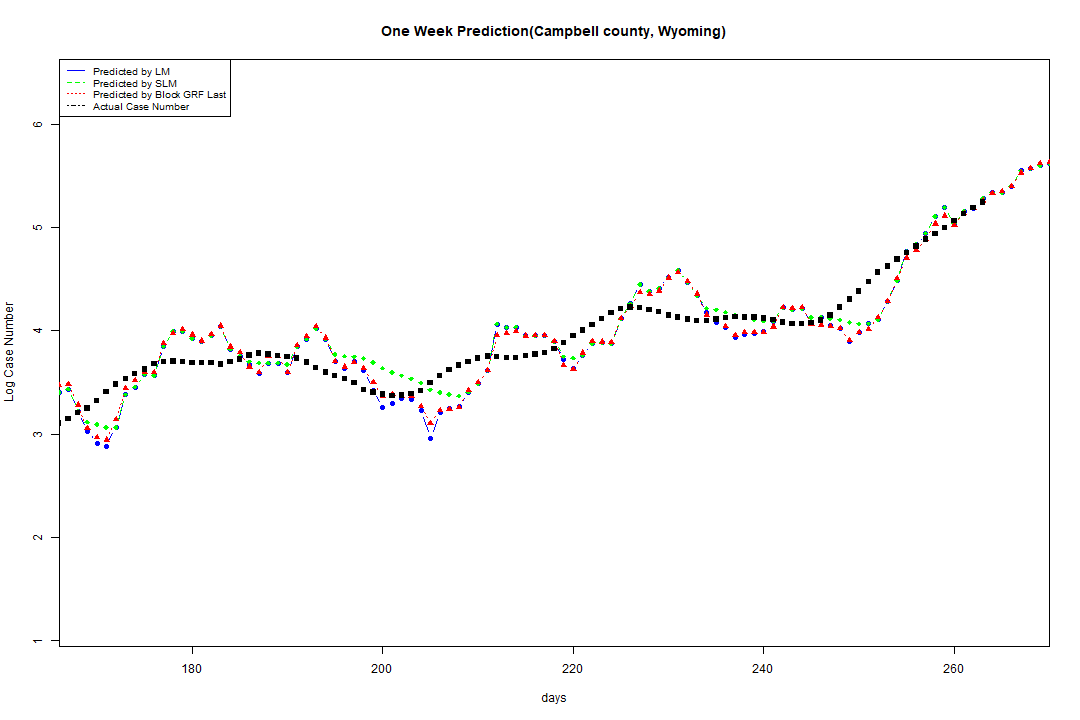 One Week Prediction(Campbell county, Wyoming)
Predicted by LM
Predicted by SLM
Predicted by Block GRF Last
Actual Case Number
Log Case Number
6
5
4
3
2
1
180 200 220 240 260
days